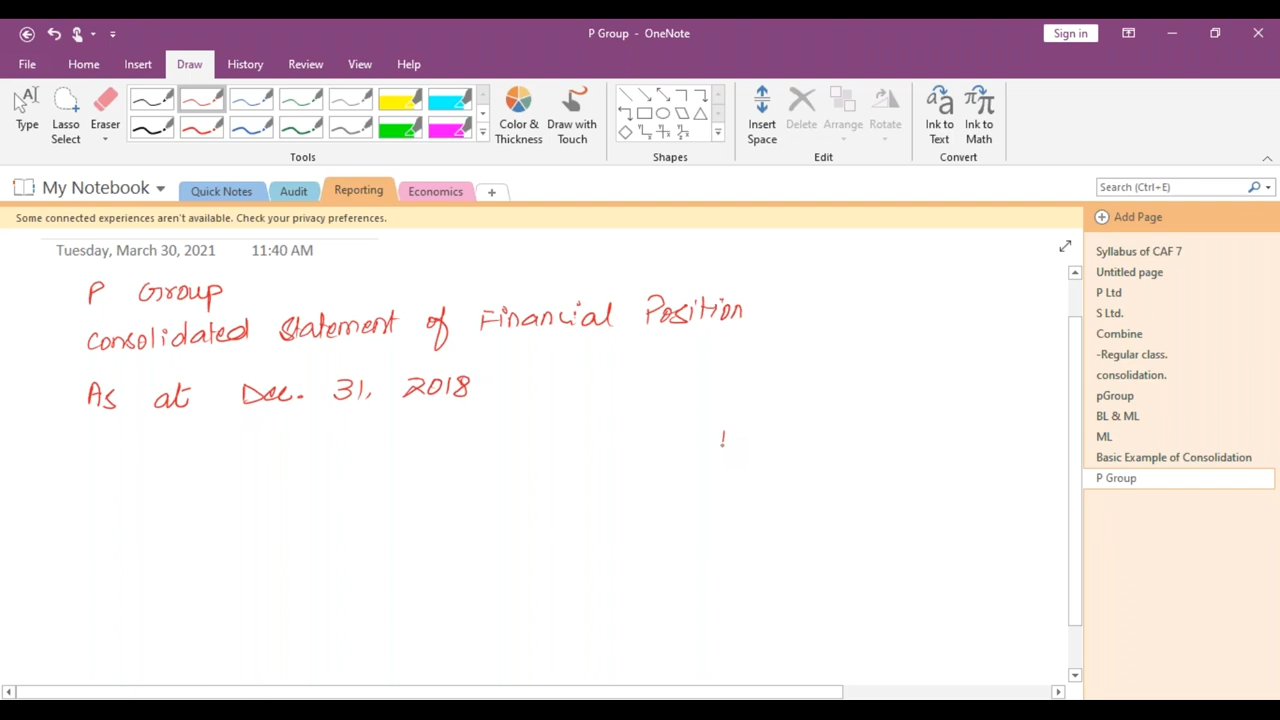 P Group - OneNote
Sign in
File Home Insert Draw History Review View Help
Type
Lasso Select
Eraser
Color & Thickness
Draw with Touch
Insert Space
Delete
Arrange
Rotate
Ink to Text
Ink to Math
Tools
Shapes
Edit
Convert
My Notebook
Quick Notes
Audit
Reporting
Economics
Search (Ctrl+E)
Some connected experiences aren't available. Check your privacy preferences.
Add Page
Tuesday, March 30, 2021 11:40 AM
P Group
Consolidated Statement of Financial Position
As at Dec. 31, 2018
Syllabus of CAF 7
Untitled page
P Ltd
S Ltd.
Combine
-Regular class.
consolidation.
pGroup
BL & ML
ML
Basic Example of Consolidation
P Group